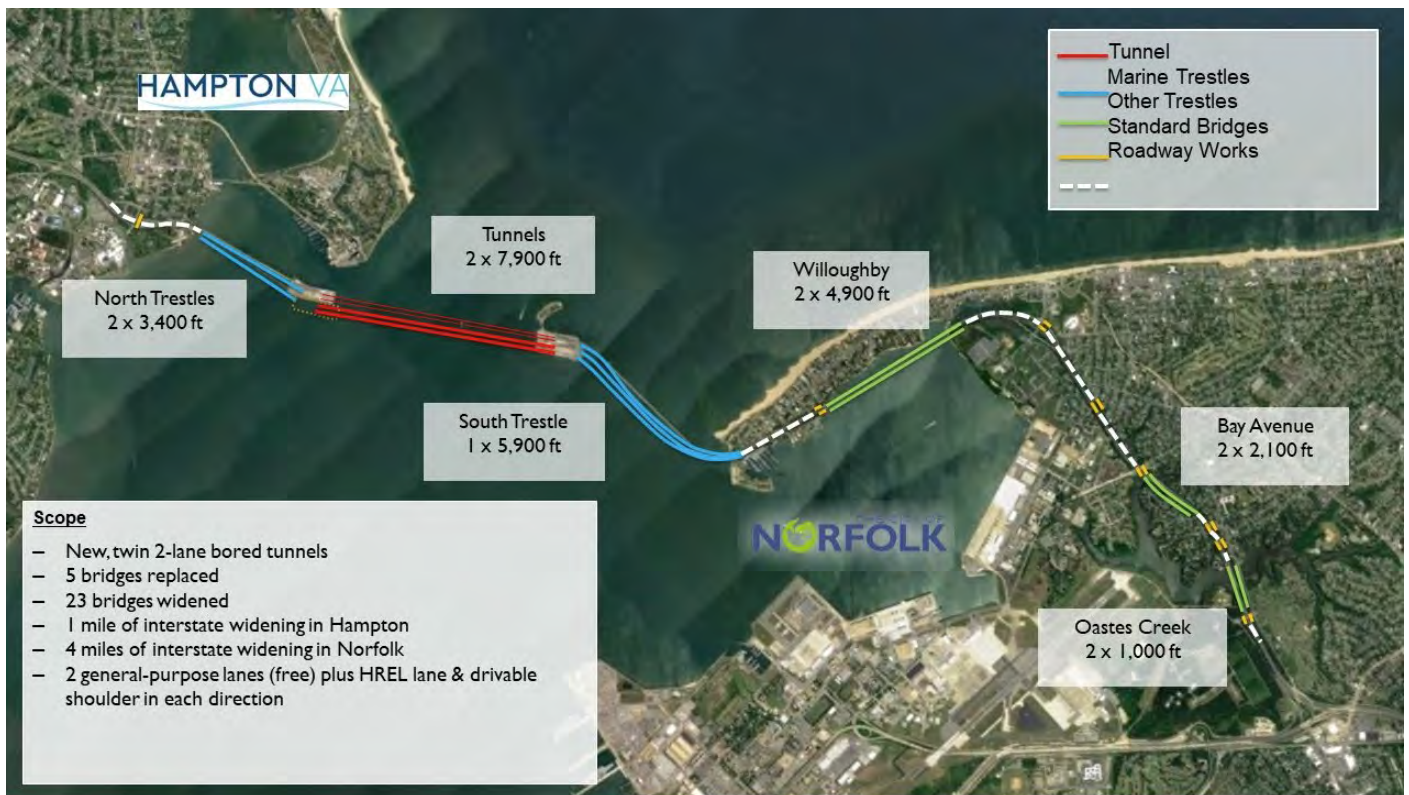 HAMPTON VA
Tunnel
Marine Trestles
Other Trestles
Standard Bridges
Roadway Works
Tunnels
2 x 7,900 ft
Willoughby
2 x 4,900 ft
North Trestles
2 x 3,400 ft
South Trestle
1 x 5,900 ft
Bay Avenue
2 x 2,100 ft
NORFOLK
Oastes Creek
2 x 1,000 ft
Scope
– New, twin 2-lane bored tunnels
– 5 bridges replaced
– 23 bridges widened
– 1 mile of interstate widening in Hampton
– 4 miles of interstate widening in Norfolk
– 2 general-purpose lanes (free) plus HREL lane & drivable
shoulder in each direction